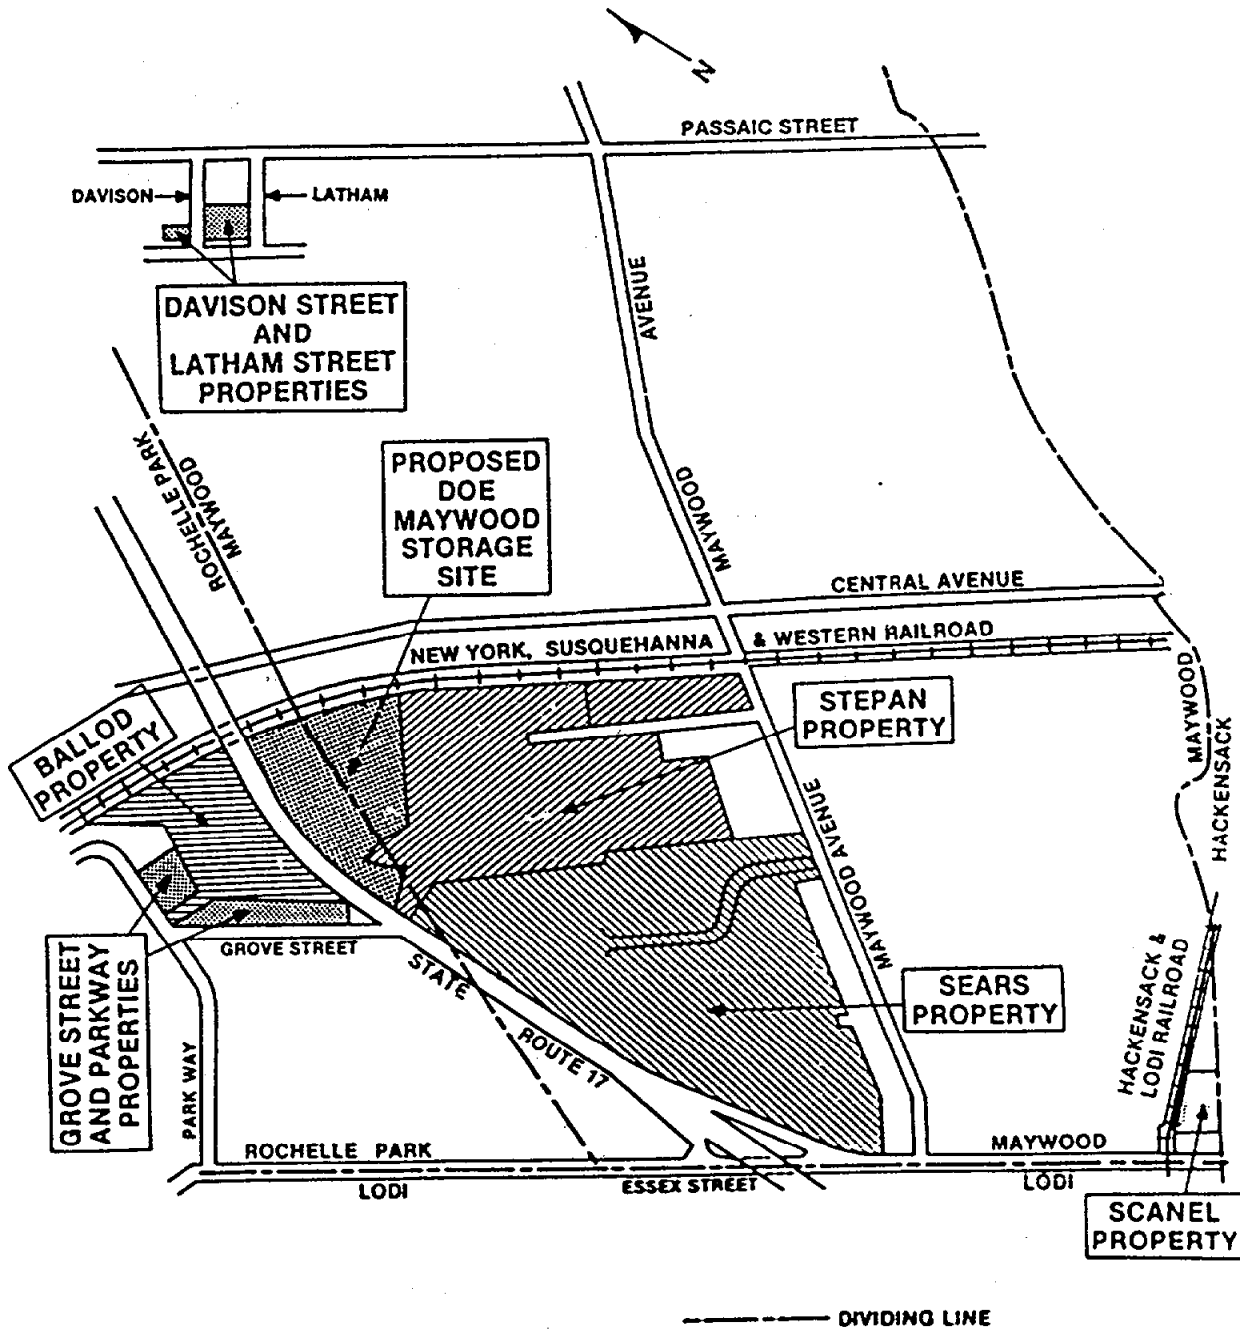 N
PASSAIC STREET
DAVISON
LATHAM
DAVISON STREET
AND
LATHAM STREET
PROPERTIES
AVENUE
ROCHELLE PARK
MAYWOOD
PROPOSED
DOE
MAYWOOD
STORAGE
SITE
MAYWOOD
CENTRAL AVENUE
NEW YORK, SUSQUEHANNA & WESTERN RAILROAD
MAYWOOD
HACKENSACK
STEPAN
PROPERTY
BALLOD
PROPERTY
MAYWOOD AVENUE
GROVE STREET
AND PARKWAY
PROPERTIES
GROVE STREET
STATE
ROUTE 17
SEARS
PROPERTY
HACKENSACK &
LODI RAILROAD
PARK WAY
ROCHELLE PARK
MAYWOOD
LODI
ESSEX STREET
LODI
SCANEL
PROPERTY
DIVIDING LINE